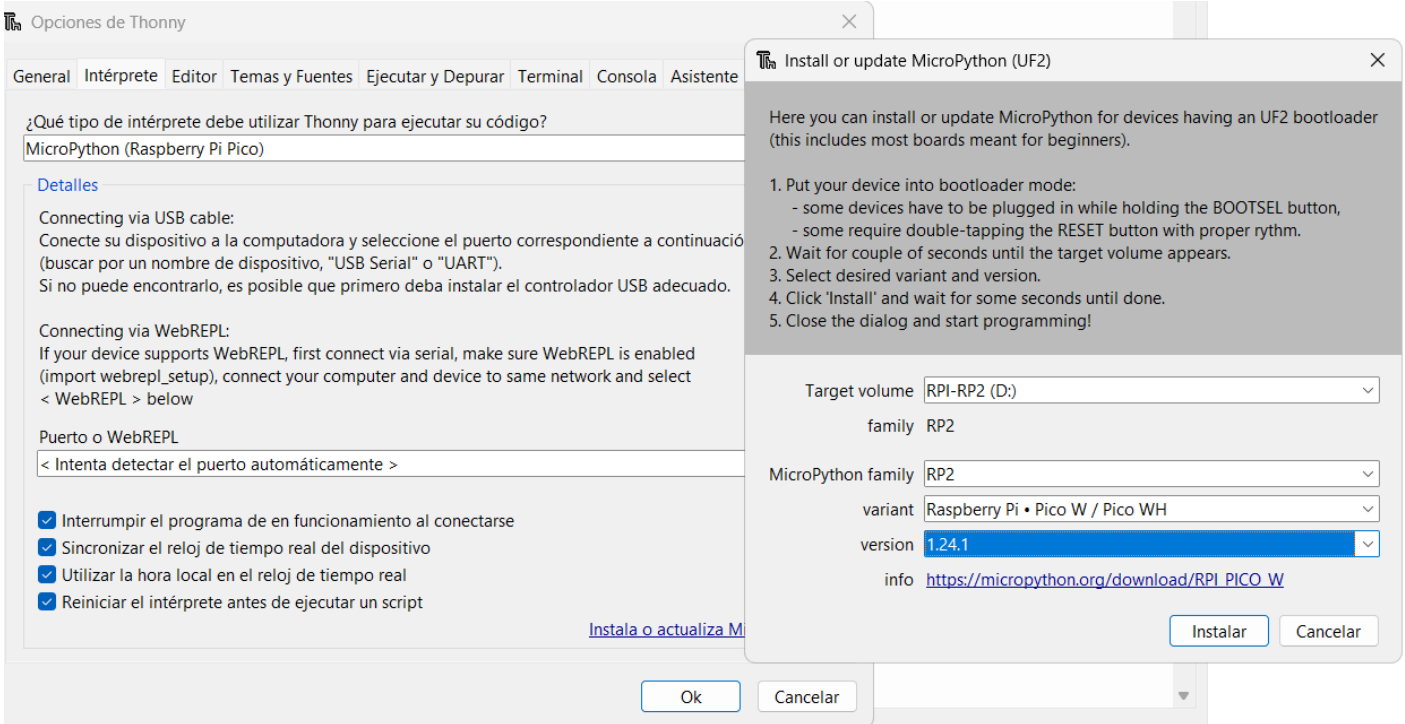 Opciones de Thonny
General Intérprete Editor Temas y Fuentes Ejecutar y Depurar Terminal Consola Asistente
¿Qué tipo de intérprete debe utilizar Thonny para ejecutar su código?
MicroPython (Raspberry Pi Pico)
Detalles
Connecting via USB cable:
Conecte su dispositivo a la computadora y seleccione el puerto correspondiente a continuació
(buscar por un nombre de dispositivo, "USB Serial" o "UART").
Si no puede encontrarlo, es posible que primero deba instalar el controlador USB adecuado.
Connecting via WebREPL:
If your device supports WebREPL, first connect via serial, make sure WebREPL is enabled
(import webrepl_setup), connect your computer and device to same network and select
< WebREPL > below
Puerto o WebREPL
< Intenta detectar el puerto automáticamente >
Interrumpir el programa de en funcionamiento al conectarse
Sincronizar el reloj de tiempo real del dispositivo
Utilizar la hora local en el reloj de tiempo real
Reiniciar el intérprete antes de ejecutar un script
Instala o actualiza Mi
Ok Cancelar
Install or update MicroPython (UF2)
Here you can install or update MicroPython for devices having an UF2 bootloader
(this includes most boards meant for beginners).
1. Put your device into bootloader mode:
- some devices have to be plugged in while holding the BOOTSEL button,
- some require double-tapping the RESET button with proper rythm.
2. Wait for couple of seconds until the target volume appears.
3. Select desired variant and version.
4. Click 'Install' and wait for some seconds until done.
5. Close the dialog and start programming!
Target volume RPI-RP2 (D:)
family RP2
MicroPython family RP2
variant Raspberry Pi • Pico W / Pico WH
version 1.24.1
info https://micropython.org/download/RPI_PICO_W
Instalar Cancelar